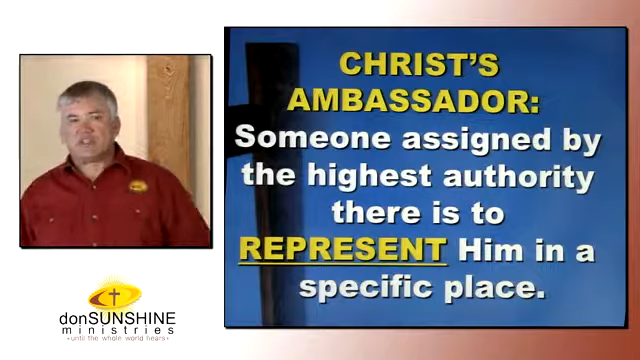 CHRIST'S
AMBASSADOR:
Someone assigned by
the highest authority
there is to
REPRESENT Him in a
specific place.
donSUNSHINE
ministries
-until the whole world hears-